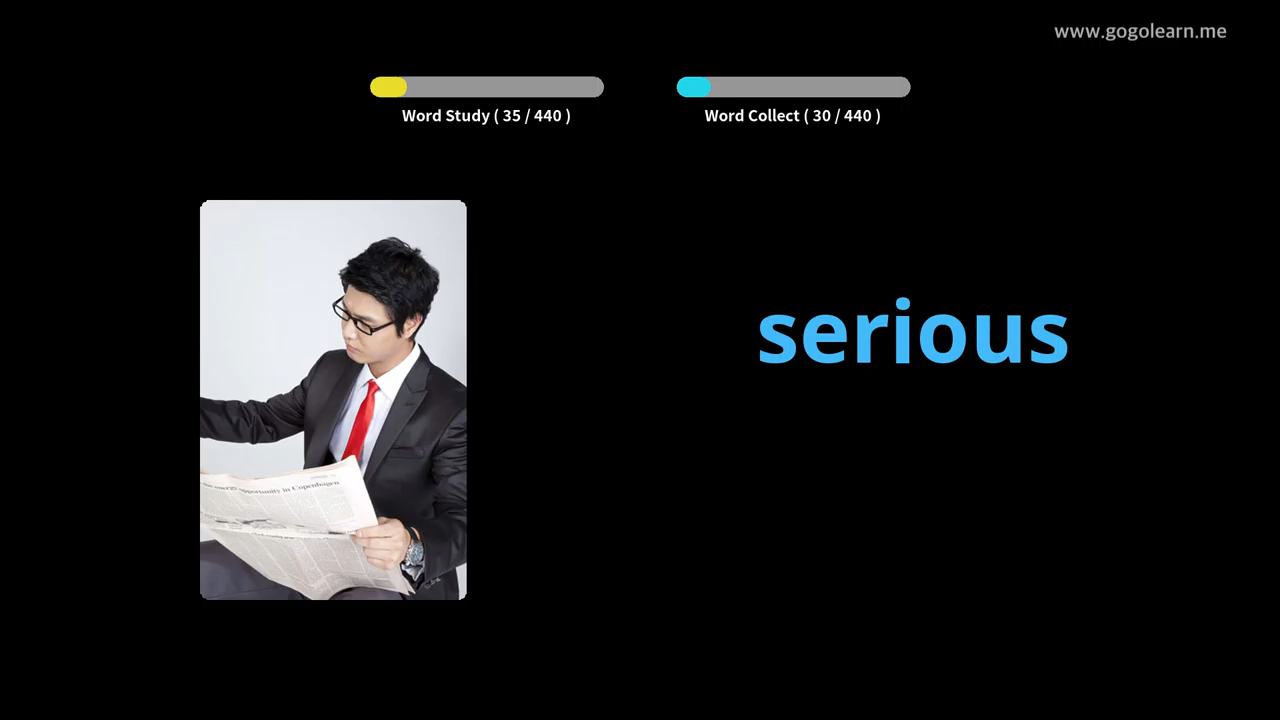 www.gogolearn.me
Word Study ( 35 / 440 )
Word Collect ( 30 / 440 )
serious
opportunity in Copenhagen